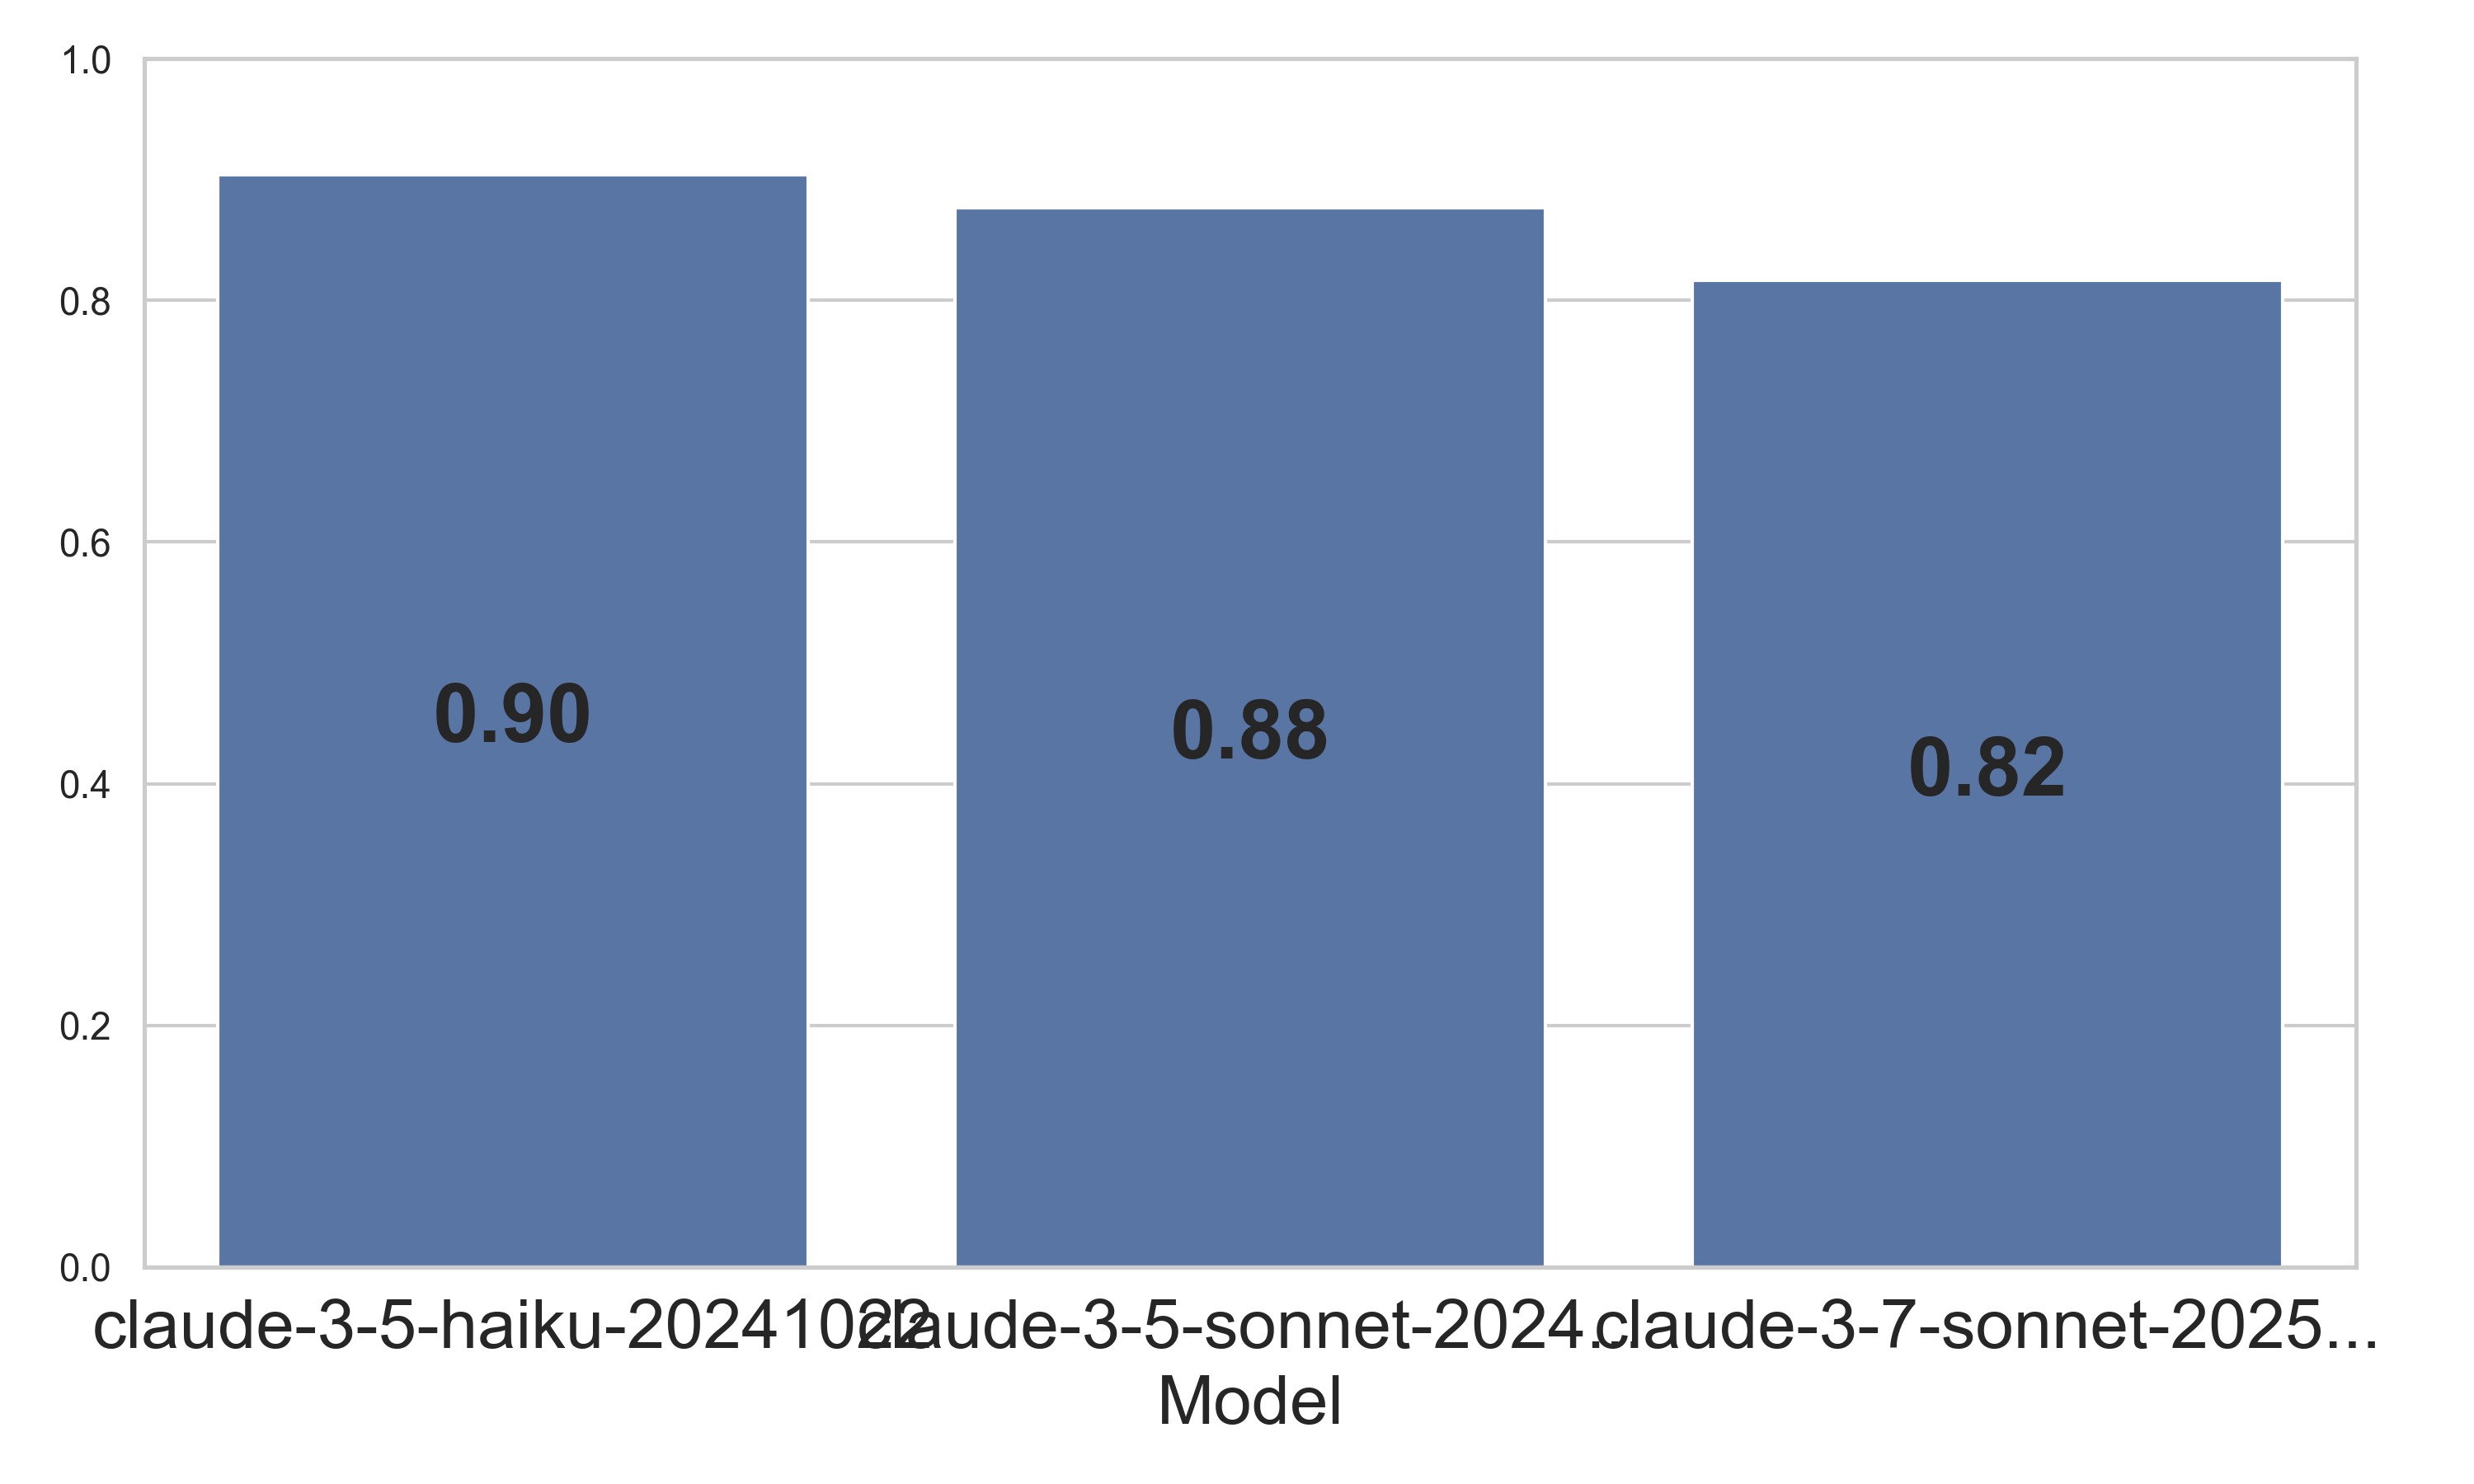 1.0
0.8
0.6
0.4
0.2
0.0
0.90
0.88
0.82
claude-3-5-haiku-20241022
claude-3-5-sonnet-2024...
claude-3-7-sonnet-2025...
Model